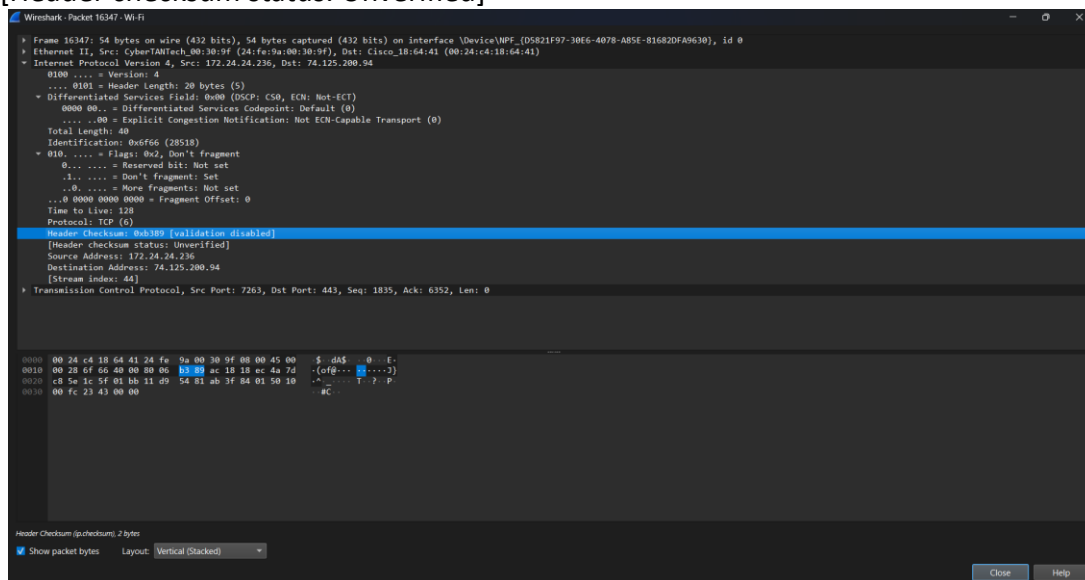 [Header checksum status: Unverified]
Wireshark · Packet 16347 · Wi-Fi
Frame 16347: 54 bytes on wire (432 bits), 54 bytes captured (432 bits) on interface \Device\NPF_{D5821F97-30E6-4078-A85E-81682DFA9630}, id 0
Ethernet II, Src: CyberTANTech_00:30:9f (24:fe:9a:00:30:9f), Dst: Cisco_18:64:41 (00:24:c4:18:64:41)
Internet Protocol Version 4, Src: 172.24.24.236, Dst: 74.125.200.94
0100 .... = Version: 4
.... 0101 = Header Length: 20 bytes (5)
Differentiated Services Field: 0x00 (DSCP: CS0, ECN: Not-ECT)
0000 00.. = Differentiated Services Codepoint: Default (0)
.... ..00 = Explicit Congestion Notification: Not ECN-Capable Transport (0)
Total Length: 40
Identification: 0x6f66 (28518)
010. .... = Flags: 0x2, Don't fragment
0... .... = Reserved bit: Not set
.1.. .... = Don't fragment: Set
..0. .... = More fragments: Not set
...0 0000 0000 0000 = Fragment Offset: 0
Time to Live: 128
Protocol: TCP (6)
Header Checksum: 0xb389 [validation disabled]
[Header checksum status: Unverified]
Source Address: 172.24.24.236
Destination Address: 74.125.200.94
[Stream index: 44]
Transmission Control Protocol, Src Port: 7263, Dst Port: 443, Seq: 1835, Ack: 6352, Len: 0
0000 00 24 c4 18 64 41 24 fe 9a 00 30 9f 08 00 45 00 ·$··dA$· ··0···E·
0010 00 28 6f 66 40 00 80 06 b3 89 ac 18 18 ec 4a 7d ·(of@··· ······J}
0020 c8 5e 1c 5f 01 bb 11 d9 54 81 ab 3f 84 01 50 10 ·^·_···· T··?··P·
0030 00 fc 23 43 00 00 ··#C··
Header Checksum (ip.checksum), 2 bytes
Show packet bytes Layout: Vertical (Stacked)
Close Help